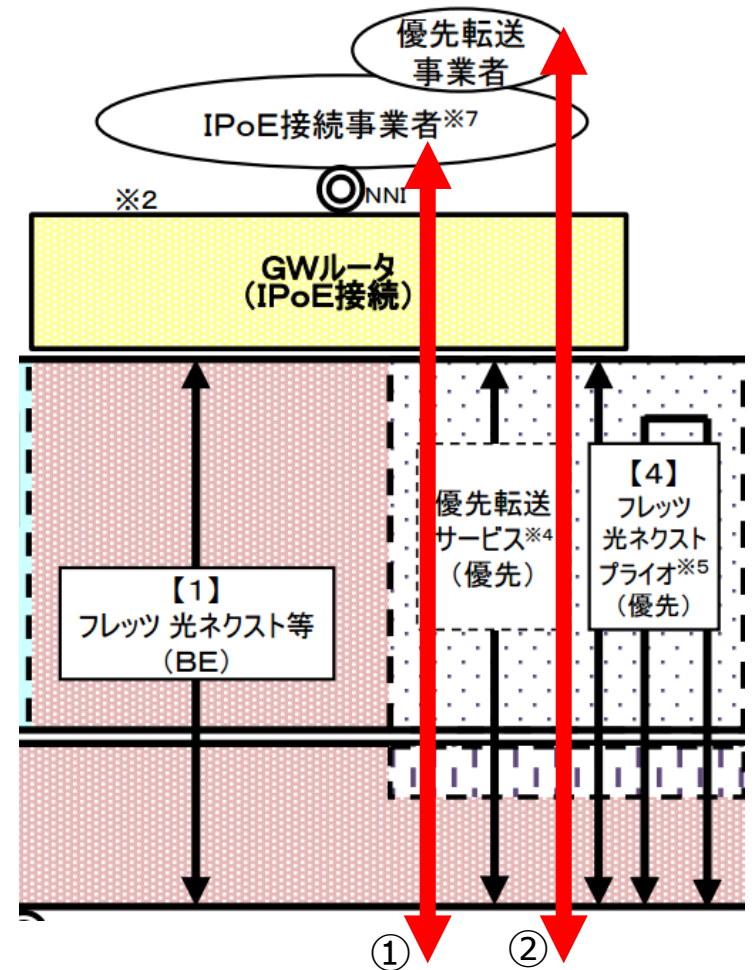 優先転送
事業者
IPoE接続事業者※7
※2
NNI
GWルータ
(IPoE接続)
【1】
フレッツ 光ネクスト等
(BE)
優先転送
サービス※4
(優先)
【4】
フレッツ
光ネクスト
プライオ※5
(優先)
①
②